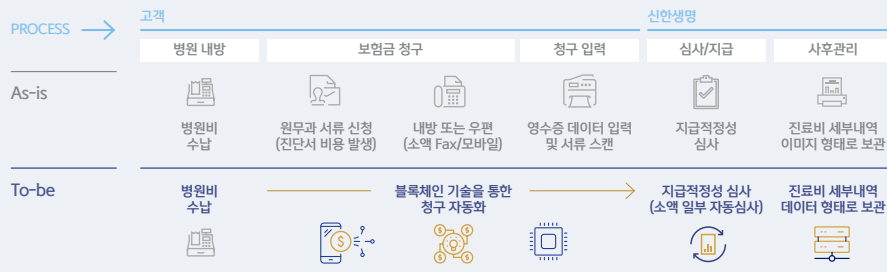 PROCESS
고객
신한생명
병원 내방
보험금 청구
청구 입력
심사/지급
사후관리
As-is
병원비
수납
원무과 서류 신청
(진단서 비용 발생)
내방 또는 우편
(소액 Fax/모바일)
영수증 데이터 입력
및 서류 스캔
지급적정성
심사
진료비 세부내역
이미지 형태로 보관
To-be
병원비
수납
블록체인 기술을 통한
청구 자동화
지급적정성 심사
(소액 일부 자동심사)
진료비 세부내역
데이터 형태로 보관